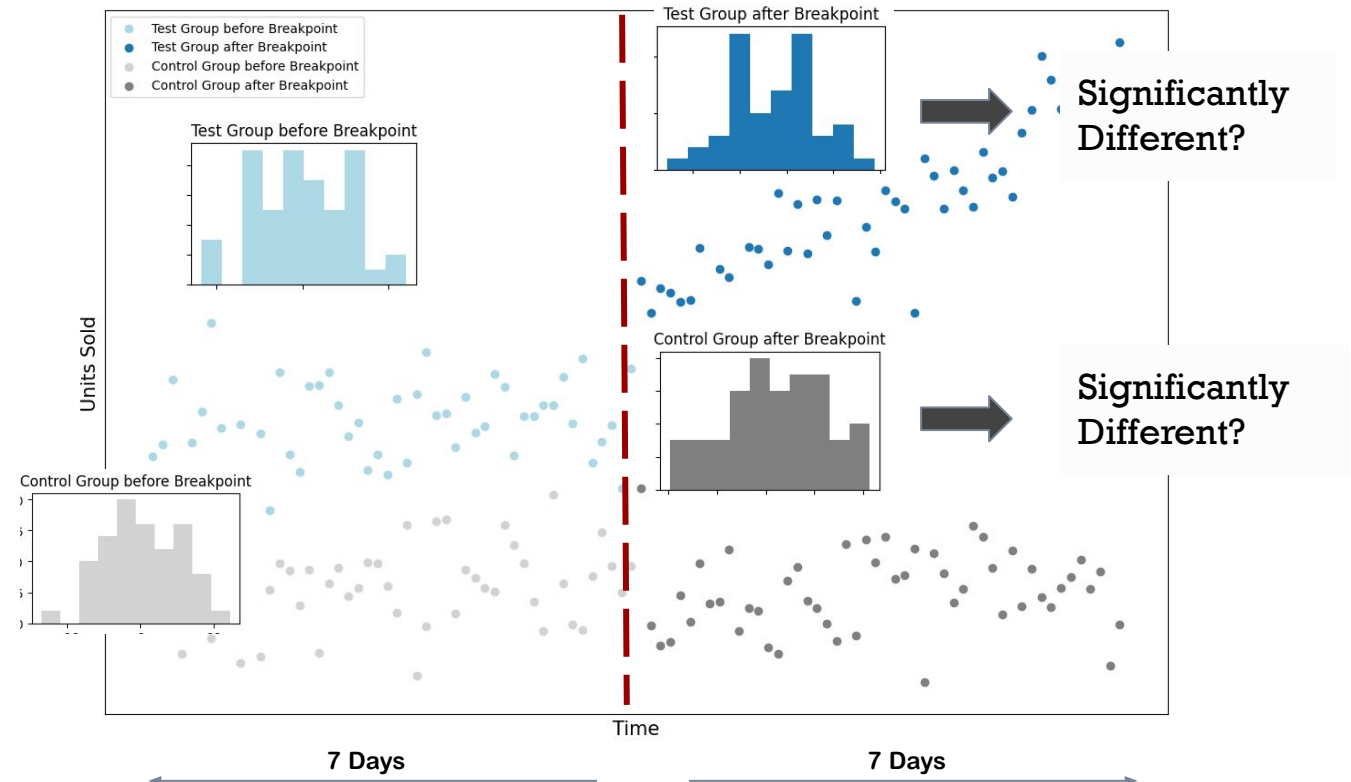 Test Group after Breakpoint
Test Group before Breakpoint
Test Group after Breakpoint
Control Group before Breakpoint
Control Group after Breakpoint
Significantly
Different?
Test Group before Breakpoint
Units Sold
Control Group after Breakpoint
Significantly
Different?
Control Group before Breakpoint
Time
7 Days
7 Days